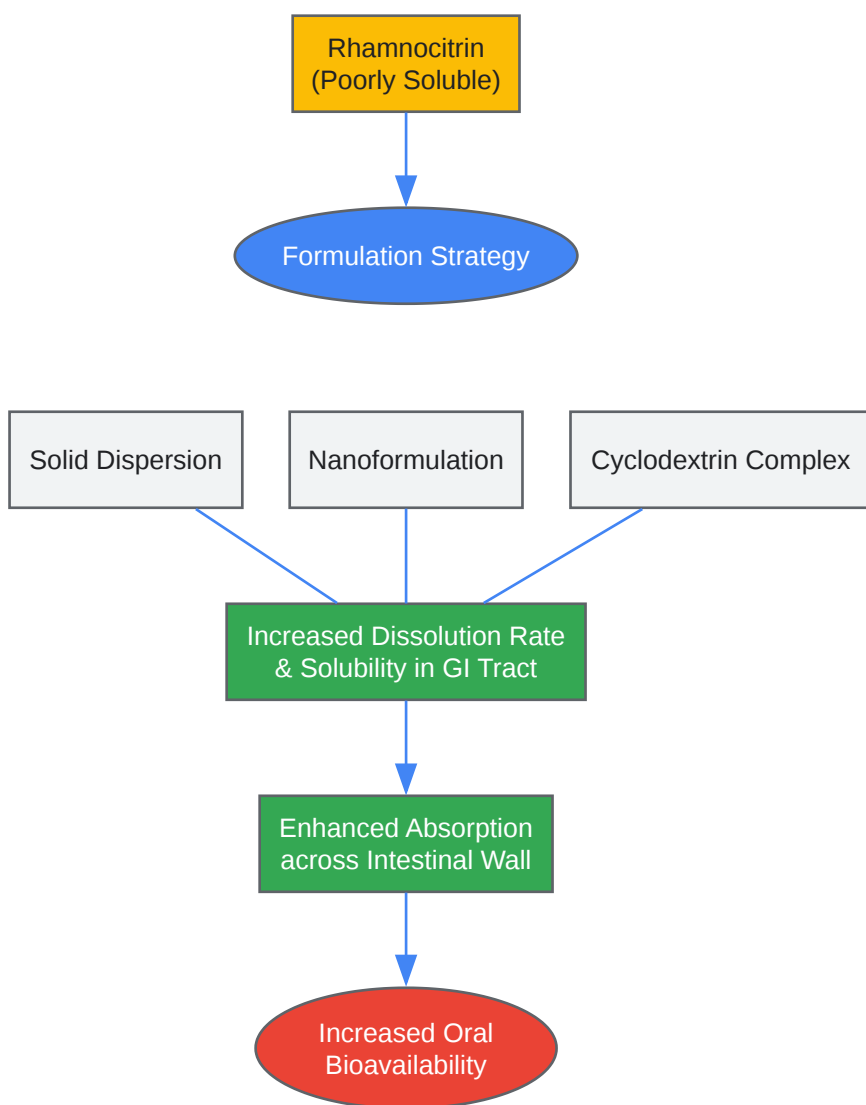 Rhamnocitrin
(Poorly Soluble)
Formulation Strategy
Solid Dispersion
Nanoformulation
Cyclodextrin Complex
Increased Dissolution Rate
& Solubility in GI Tract
Enhanced Absorption
across Intestinal Wall
Increased Oral
Bioavailability